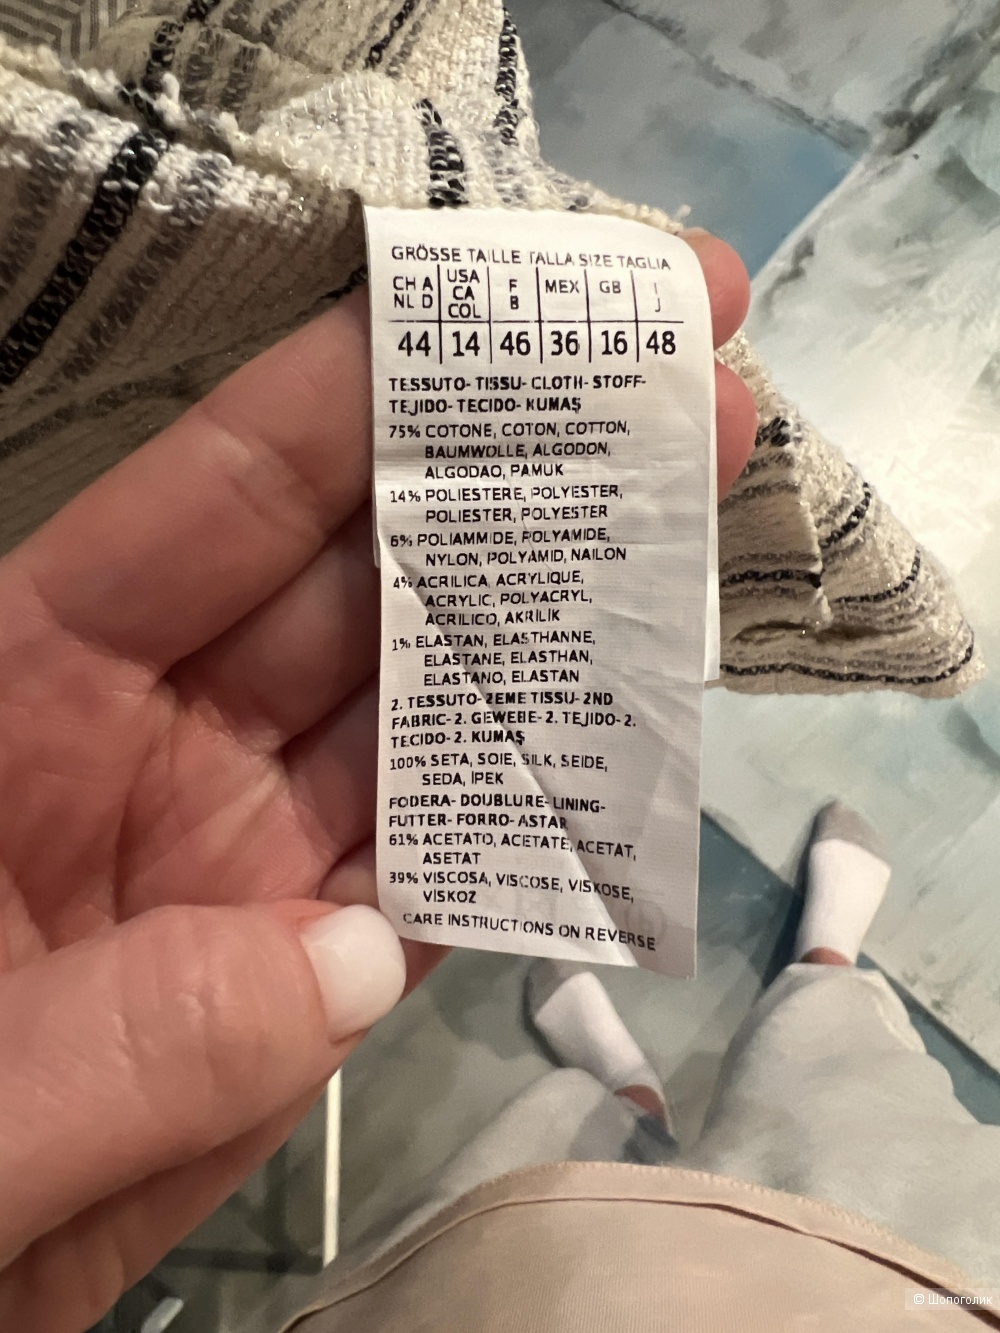 GRÖSSE TAILLE TALLA SIZE TAGLIA
CH A NL D USA CA COL F B MEX GB I J
44 14 46 36 16 48
TESSUTO- TISSU- CLOTH- STOFF-
TEJIDO- TECIDO- KUMAŞ
75% COTONE, COTON, COTTON,
BAUMWOLLE, ALGODON,
ALGODAO, PAMUK
14% POLIESTERE, POLYESTER,
POLIESTER, POLYESTER
6% POLIAMMIDE, POLYAMIDE,
NYLON, POLYAMID, NAILON
4% ACRILICA, ACRYLIQUE,
ACRYLIC, POLYACRYL,
ACRILICO, AKRILIK
1% ELASTAN, ELASTHANNE,
ELASTANE, ELASTHAN,
ELASTANO, ELASTAN
2. TESSUTO- 2EME TISSU- 2ND
FABRIC- 2. GEWEBE- 2. TEJIDO- 2.
TECIDO- 2. KUMAŞ
100% SETA, SOIE, SILK, SEIDE,
SEDA, İPEK
FODERA- DOUBLURE- LINING-
FUTTER- FORRO- ASTAR
61% ACETATO, ACETATE, ACETAT,
ASETAT
39% VISCOSA, VISCOSE, VISKOSE,
VİSKOZ
CARE INSTRUCTIONS ON REVERSE
© Шопоголик